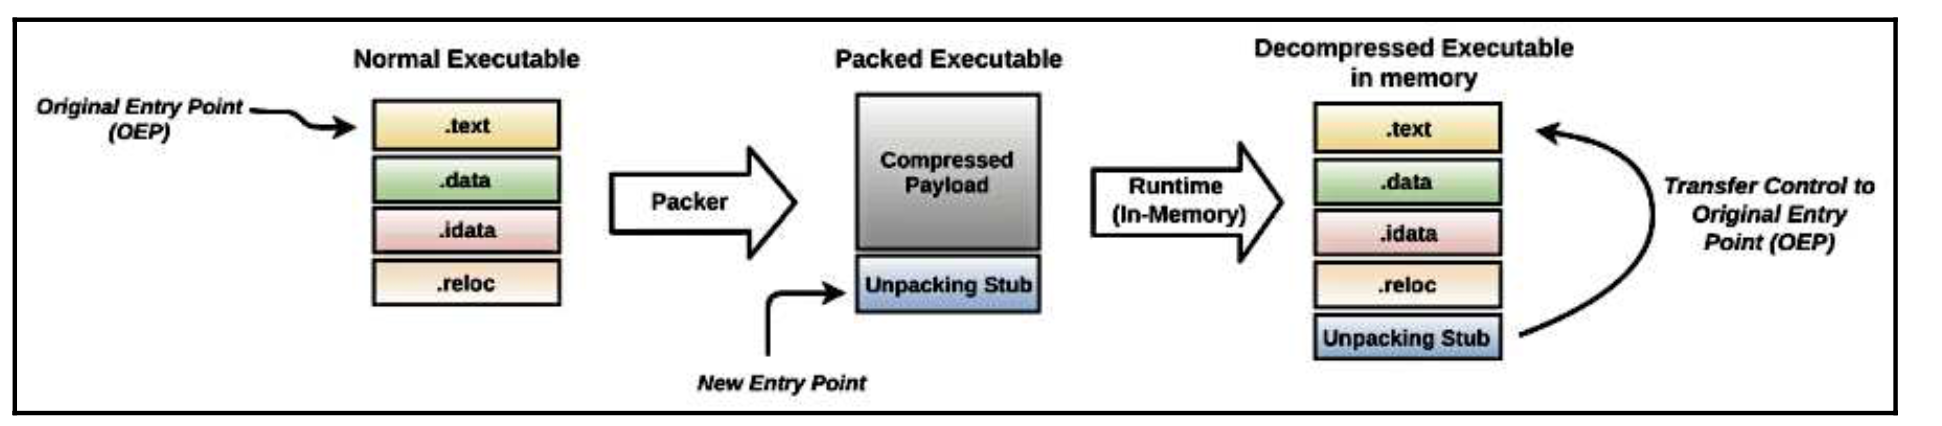 Normal Executable
Original Entry Point
(OEP)
.text
.data
.idata
.reloc
Packer
Packed Executable
Compressed
Payload
Unpacking Stub
New Entry Point
Runtime
(In-Memory)
Decompressed Executable
in memory
.text
.data
.idata
.reloc
Unpacking Stub
Transfer Control to
Original Entry
Point (OEP)